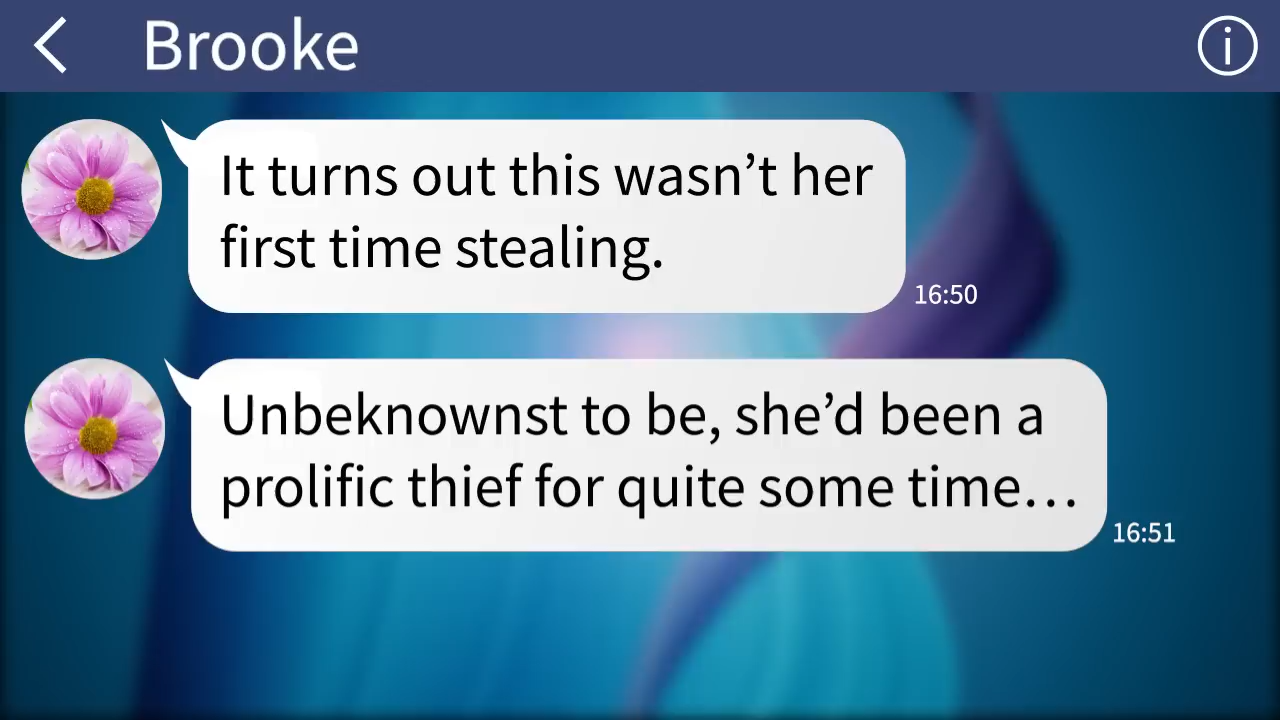 Brooke
It turns out this wasn’t her
first time stealing.
16:50
Unbeknownst to be, she’d been a
prolific thief for quite some time…
16:51